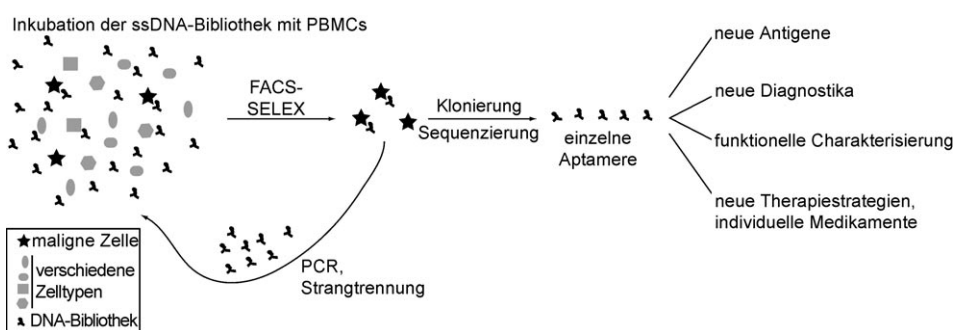 Inkubation der ssDNA-Bibliothek mit PBMCs
FACS-
SELEX
Klonierung
Sequenzierung
einzelne
Aptamere
neue Antigene
neue Diagnostika
funktionelle Charakterisierung
neue Therapiestrategien,
individuelle Medikamente
PCR,
Strangtrennung
maligne Zelle
verschiedene
Zelltypen
DNA-Bibliothek